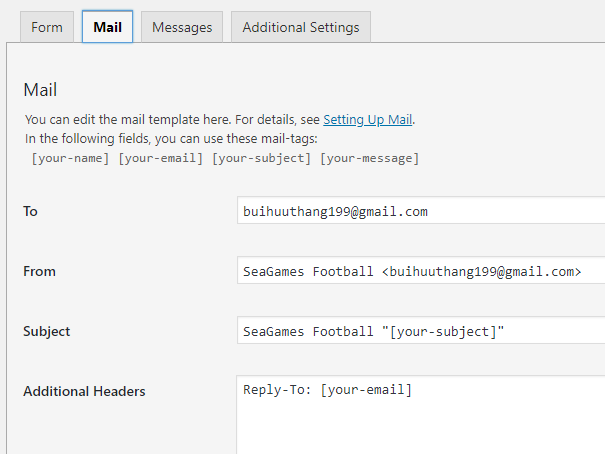 Form Mail Messages Additional Settings
Mail
You can edit the mail template here. For details, see Setting Up Mail.
In the following fields, you can use these mail-tags:
[your-name] [your-email] [your-subject] [your-message]
To buihuuthang199@gmail.com
From SeaGames Football <buihuuthang199@gmail.com>
Subject SeaGames Football "[your-subject]"
Additional Headers Reply-To: [your-email]